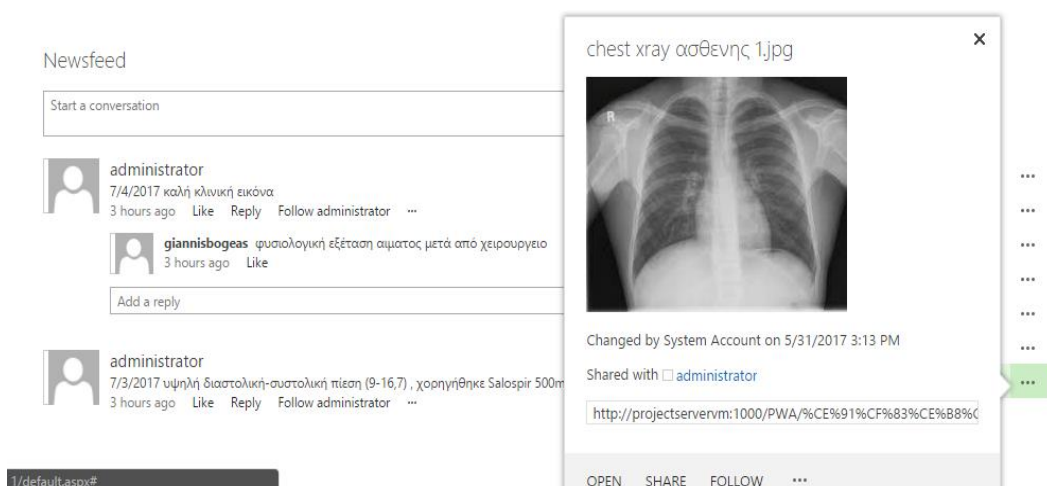 Newsfeed
Start a conversation
administrator
7/4/2017 καλή κλινική εικόνα
3 hours ago Like Reply Follow administrator ...
giannisbogeas φυσιολογική εξέταση αιματος μετά από χειρουργειο
3 hours ago Like
Add a reply
administrator
7/3/2017 υψηλή διαστολική-συστολική πίεση (9-16,7) , χορηγήθηκε Salospir 500m
3 hours ago Like Reply Follow administrator ...
1/default.aspx#
chest xray ασθενης 1.jpg
R
Changed by System Account on 5/31/2017 3:13 PM
Shared with administrator
http://projectservervm:1000/PWA/%CE%91%CF%83%CE%B8%C
OPEN SHARE FOLLOW ...